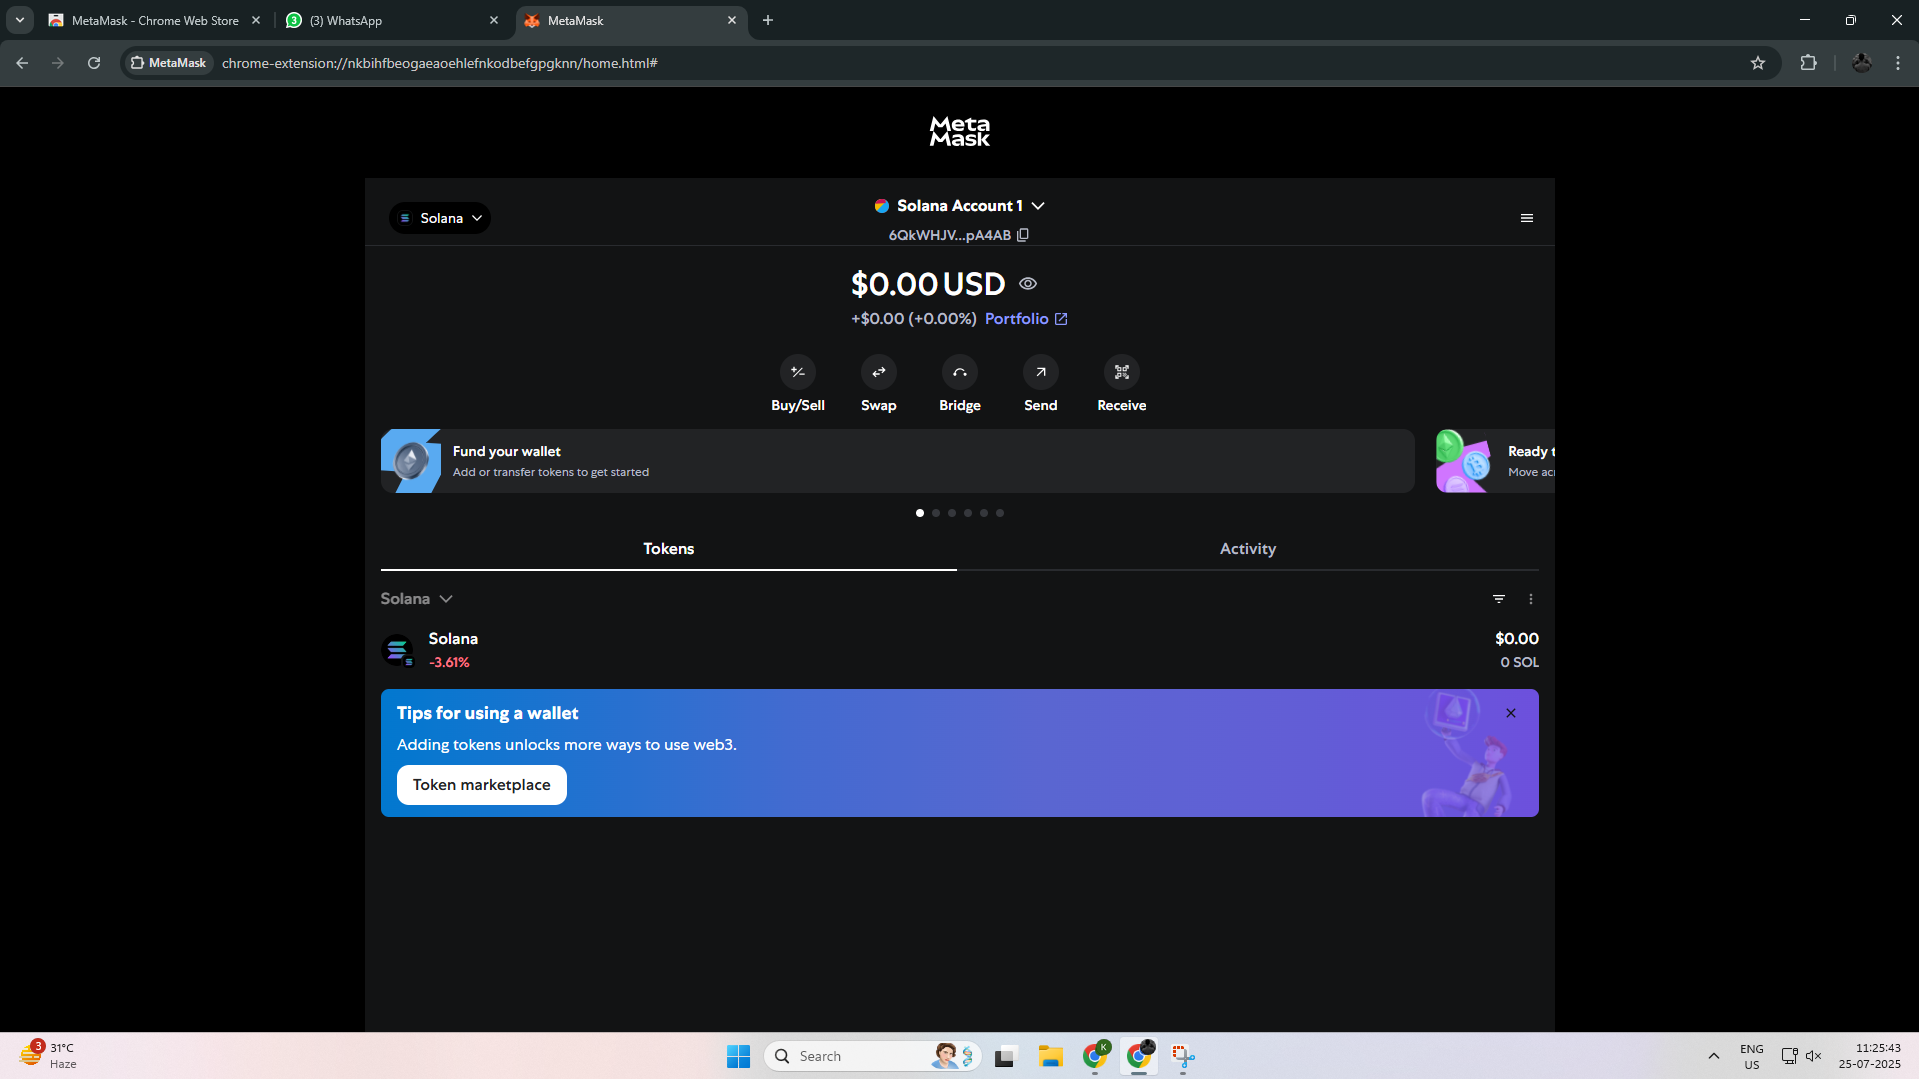 MetaMask - Chrome Web Store
3
(3) WhatsApp
MetaMask
MetaMask
chrome-extension://nkbihfbeogaeaoehlefnkodbefgpgknn/home.html#
Meta
Mask
Solana
Solana Account 1
6QkWHJV...pA4AB
$0.00 USD
+$0.00 (+0.00%) Portfolio
Buy/Sell
Swap
Bridge
Send
Receive
Fund your wallet
Add or transfer tokens to get started
Ready t
Move acr
Tokens
Activity
Solana
Solana
$0.00
-3.61%
0 SOL
Tips for using a wallet
Adding tokens unlocks more ways to use web3.
Token marketplace
3
31°C
Haze
Search
K
ENG
US
11:25:43
25-07-2025